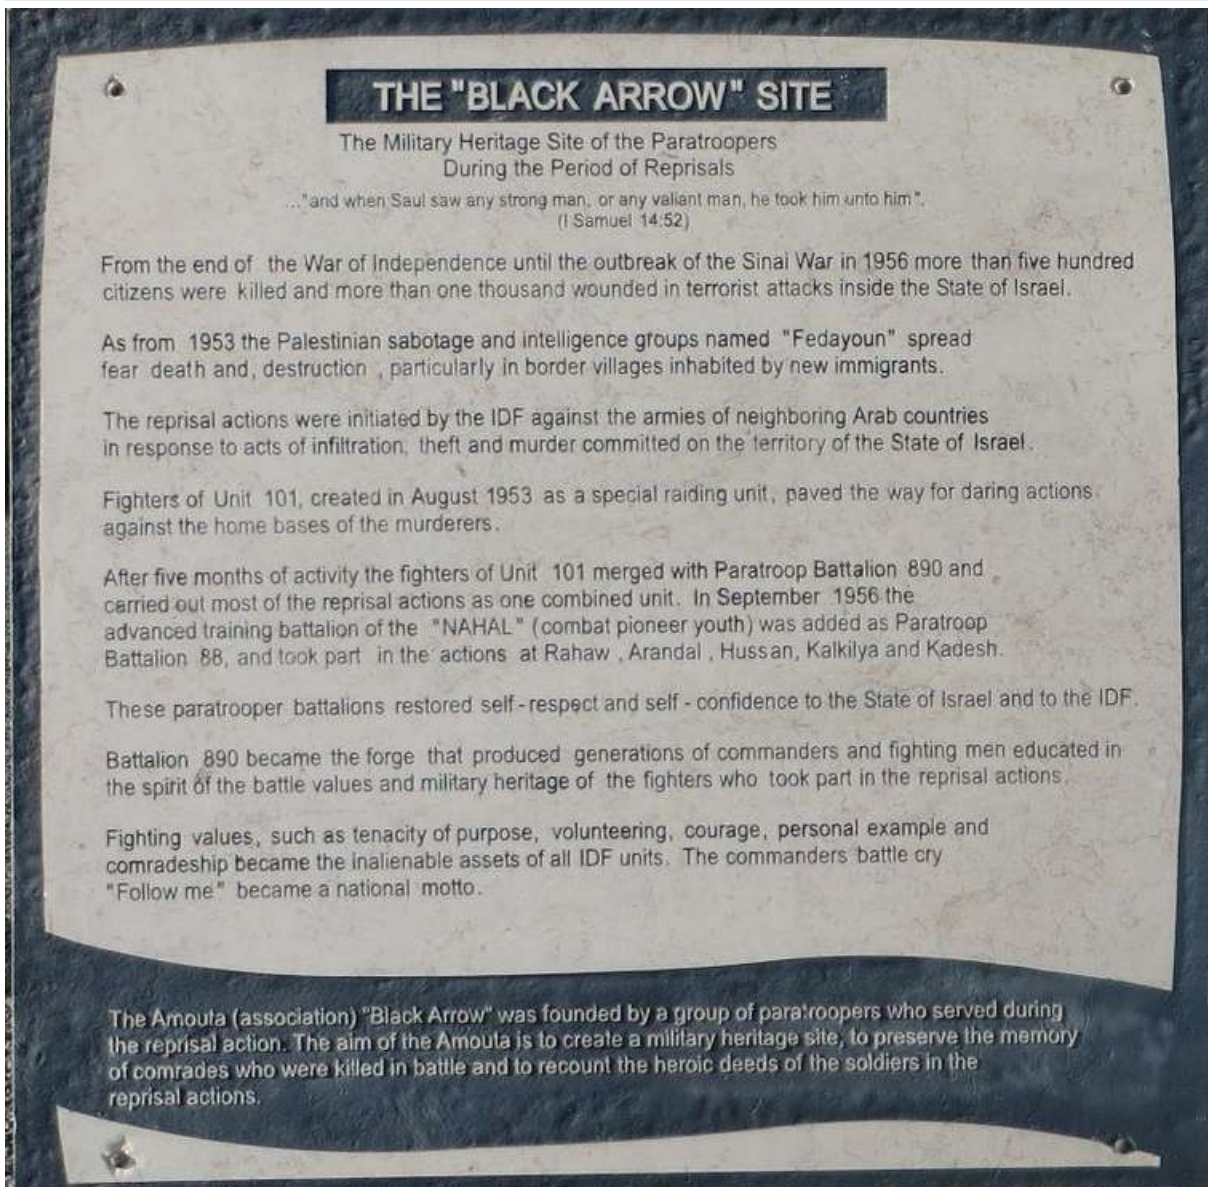 THE "BLACK ARROW" SITE
The Military Heritage Site of the Paratroopers
During the Period of Reprisals
..."and when Saul saw any strong man, or any valiant man, he took him unto him".
(I Samuel 14:52)
From the end of the War of Independence until the outbreak of the Sinai War in 1956 more than five hundred
citizens were killed and more than one thousand wounded in terrorist attacks inside the State of Israel.
As from 1953 the Palestinian sabotage and intelligence groups named "Fedayoun" spread
fear death and, destruction , particularly in border villages inhabited by new immigrants.
The reprisal actions were initiated by the IDF against the armies of neighboring Arab countries
in response to acts of infiltration, theft and murder committed on the territory of the State of Israel.
Fighters of Unit 101, created in August 1953 as a special raiding unit, paved the way for daring actions
against the home bases of the murderers.
After five months of activity the fighters of Unit 101 merged with Paratroop Battalion 890 and
carried out most of the reprisal actions as one combined unit. In September 1956 the
advanced training battalion of the "NAHAL" (combat pioneer youth) was added as Paratroop
Battalion 88, and took part in the actions at Rahaw , Arandal , Hussan, Kalkilya and Kadesh.
These paratrooper battalions restored self-respect and self - confidence to the State of Israel and to the IDF.
Battalion 890 became the forge that produced generations of commanders and fighting men educated in
the spirit of the battle values and military heritage of the fighters who took part in the reprisal actions.
Fighting values, such as tenacity of purpose, volunteering, courage, personal example and
comradeship became the inalienable assets of all IDF units. The commanders battle cry
"Follow me" became a national motto.
The Amouta (association) "Black Arrow" was founded by a group of paratroopers who served during
the reprisal action. The aim of the Amouta is to create a military heritage site, to preserve the memory
of comrades who were killed in battle and to recount the heroic deeds of the soldiers in the
reprisal actions.